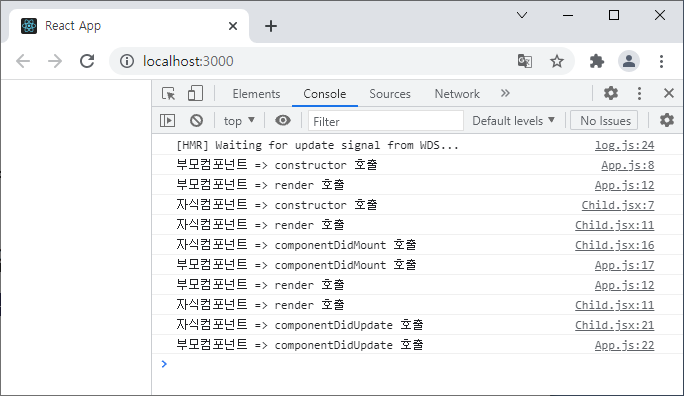 React App
localhost:3000
Elements Console Sources Network »
top Filter Default levels No Issues
[HMR] Waiting for update signal from WDS... log.js:24
부모컴포넌트 => constructor 호출 App.js:8
부모컴포넌트 => render 호출 App.js:12
자식컴포넌트 => constructor 호출 Child.jsx:7
자식컴포넌트 => render 호출 Child.jsx:11
자식컴포넌트 => componentDidMount 호출 Child.jsx:16
부모컴포넌트 => componentDidMount 호출 App.js:17
부모컴포넌트 => render 호출 App.js:12
자식컴포넌트 => render 호출 Child.jsx:11
자식컴포넌트 => componentDidUpdate 호출 Child.jsx:21
부모컴포넌트 => componentDidUpdate 호출 App.js:22